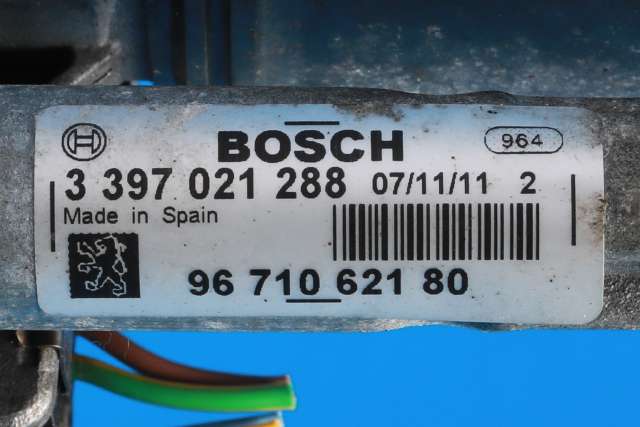 BOSCH 964
3 397 021 288 07/11/11 2
Made in Spain
96 710 621 80